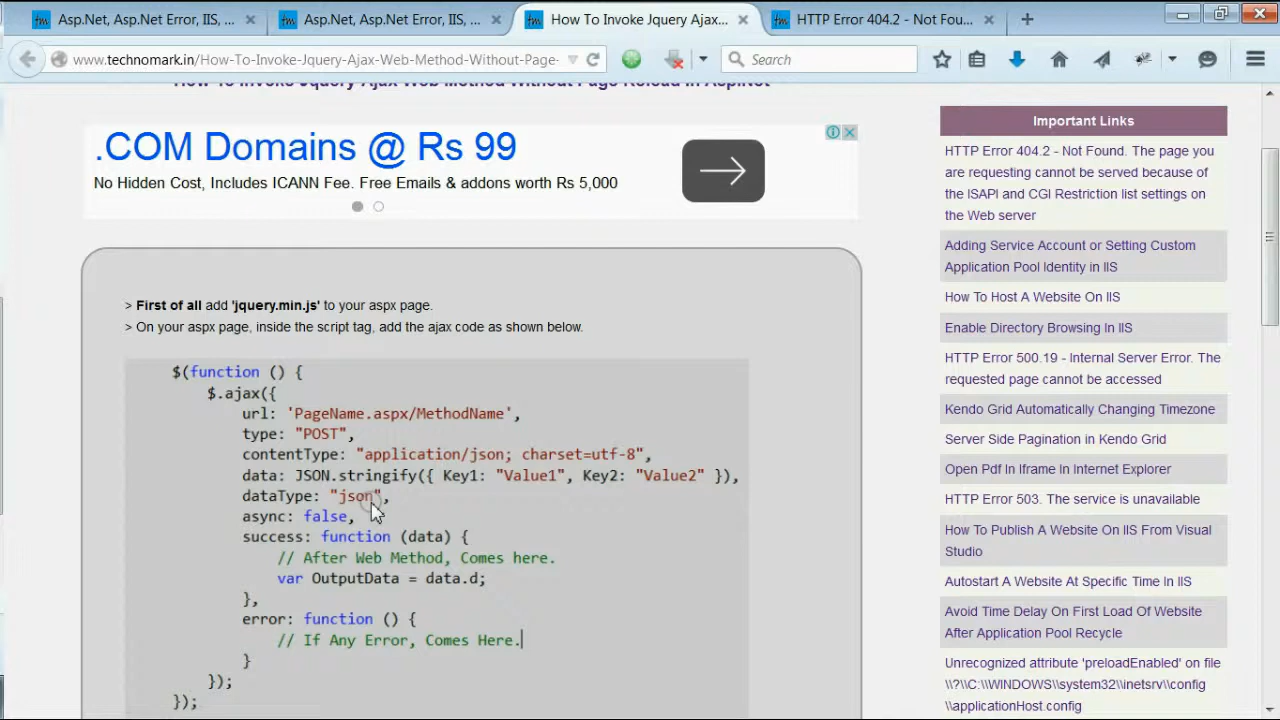 Asp.Net, Asp.Net Error, IIS, ...
Asp.Net, Asp.Net Error, IIS, ...
How To Invoke Jquery Ajax...
HTTP Error 404.2 - Not Fou...
www.technomark.in/How-To-Invoke-Jquery-Ajax-Web-Method-Without-Page-
Search
How To Invoke Jquery Ajax Web Method Without Page Reload In AspNet
.COM Domains @ Rs 99
No Hidden Cost, Includes ICANN Fee. Free Emails & addons worth Rs 5,000
> First of all add 'jquery.min.js' to your aspx page.
> On your aspx page, inside the script tag, add the ajax code as shown below.
$(function () {
$.ajax({
url: 'PageName.aspx/MethodName',
type: "POST",
contentType: "application/json; charset=utf-8",
data: JSON.stringify({ Key1: "Value1", Key2: "Value2" }),
dataType: "json",
async: false,
success: function (data) {
// After Web Method, Comes here.
var OutputData = data.d;
},
error: function () {
// If Any Error, Comes Here.
}
});
});
Important Links
HTTP Error 404.2 - Not Found. The page you
are requesting cannot be served because of
the ISAPI and CGI Restriction list settings on
the Web server
Adding Service Account or Setting Custom
Application Pool Identity in IIS
How To Host A Website On IIS
Enable Directory Browsing In IIS
HTTP Error 500.19 - Internal Server Error. The
requested page cannot be accessed
Kendo Grid Automatically Changing Timezone
Server Side Pagination in Kendo Grid
Open Pdf In Iframe In Internet Explorer
HTTP Error 503. The service is unavailable
How To Publish A Website On IIS From Visual
Studio
Autostart A Website At Specific Time In IIS
Avoid Time Delay On First Load Of Website
After Application Pool Recycle
Unrecognized attribute 'preloadEnabled' on file
\\?\C:\WINDOWS\\system32\\inetsrv\\config
\\applicationHost.config